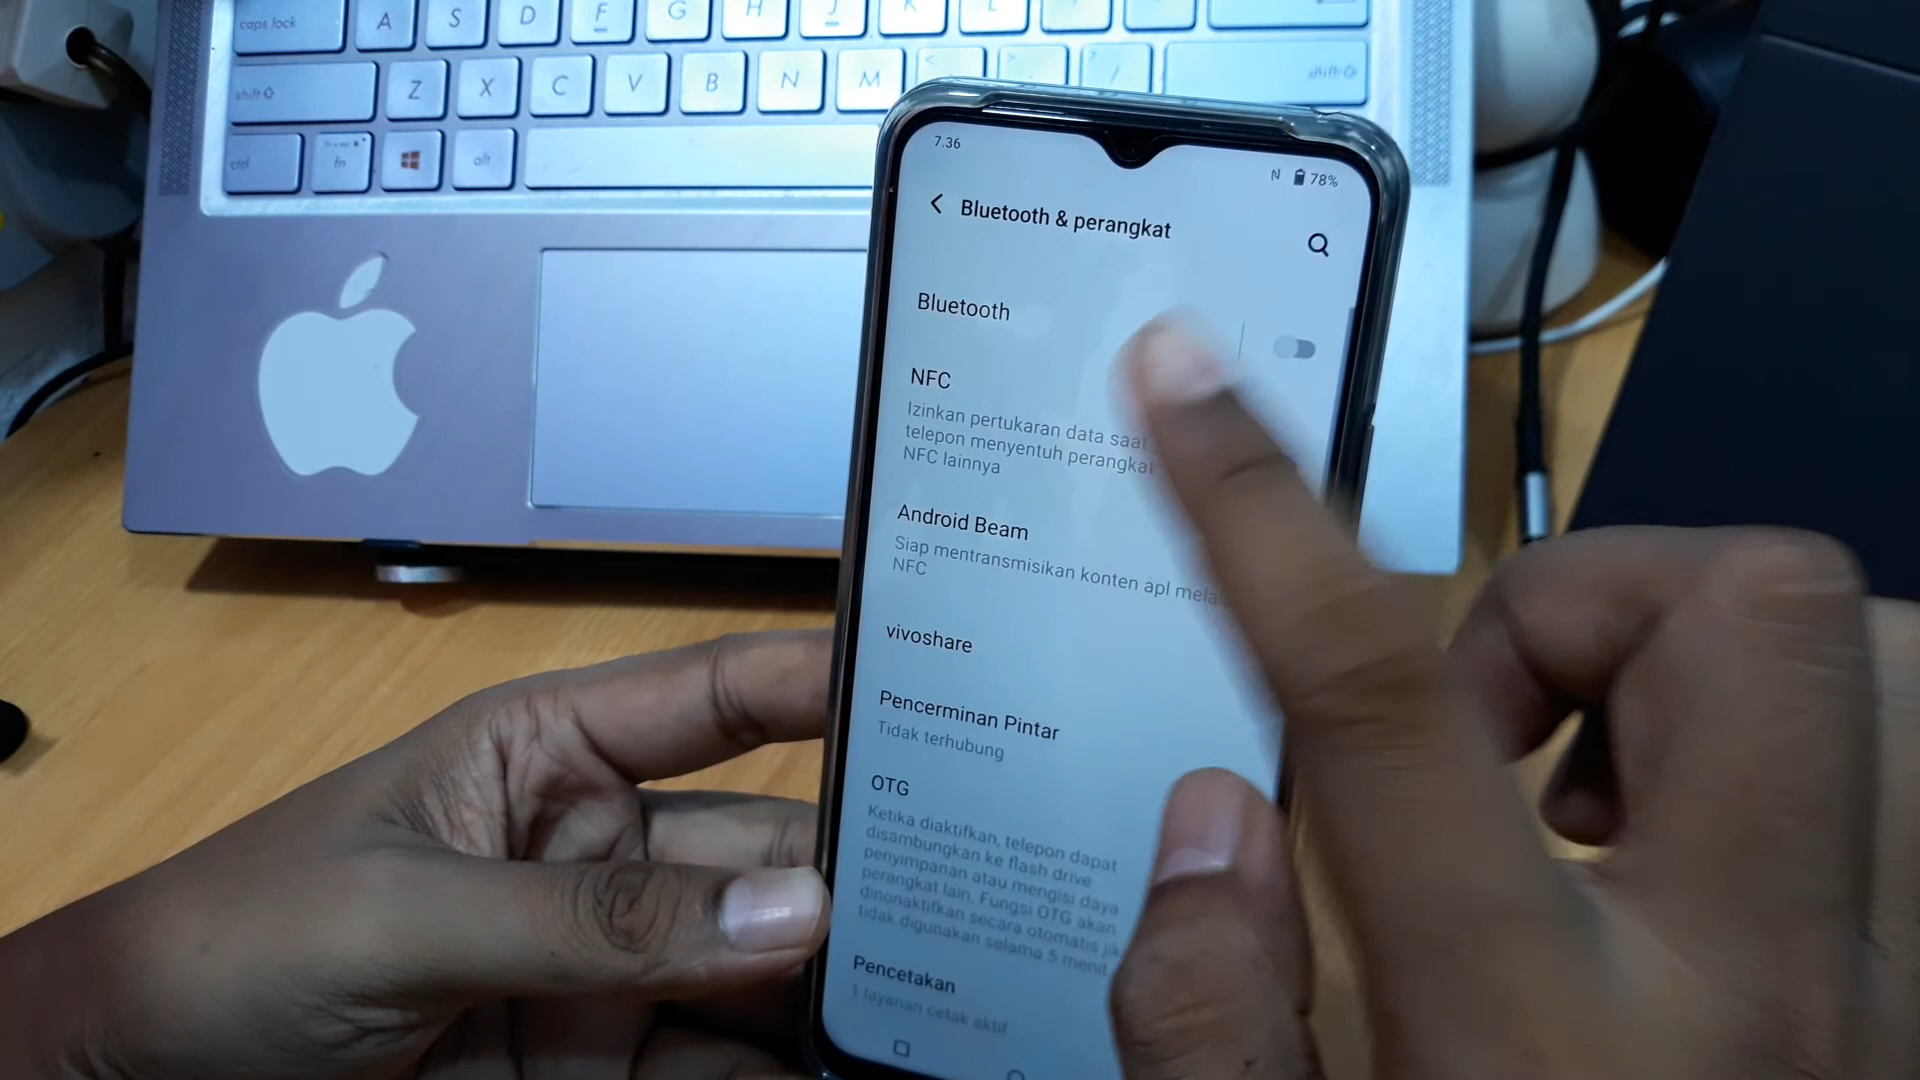 caps lock A S D F G H J K L
shift Z X C V B N M < > ? /
shift
ctrl fn alt
7.36
78%
Bluetooth & perangkat
Bluetooth
NFC
Izinkan pertukaran data saat
telepon menyentuh perangkat
NFC lainnya
Android Beam
Siap mentransmisikan konten apl
NFC
vivoshare
Pencerminan Pintar
Tidak terhubung
OTG
Ketika diaktifkan, telepon dapat
disambungkan ke flash drive
penyimpanan atau mengisi daya
perangkat lain. Fungsi OTG akan
dinonaktifkan secara otomatis
tidak digunakan selama 5 menit
Pencetakan
1 layanan cetak aktif